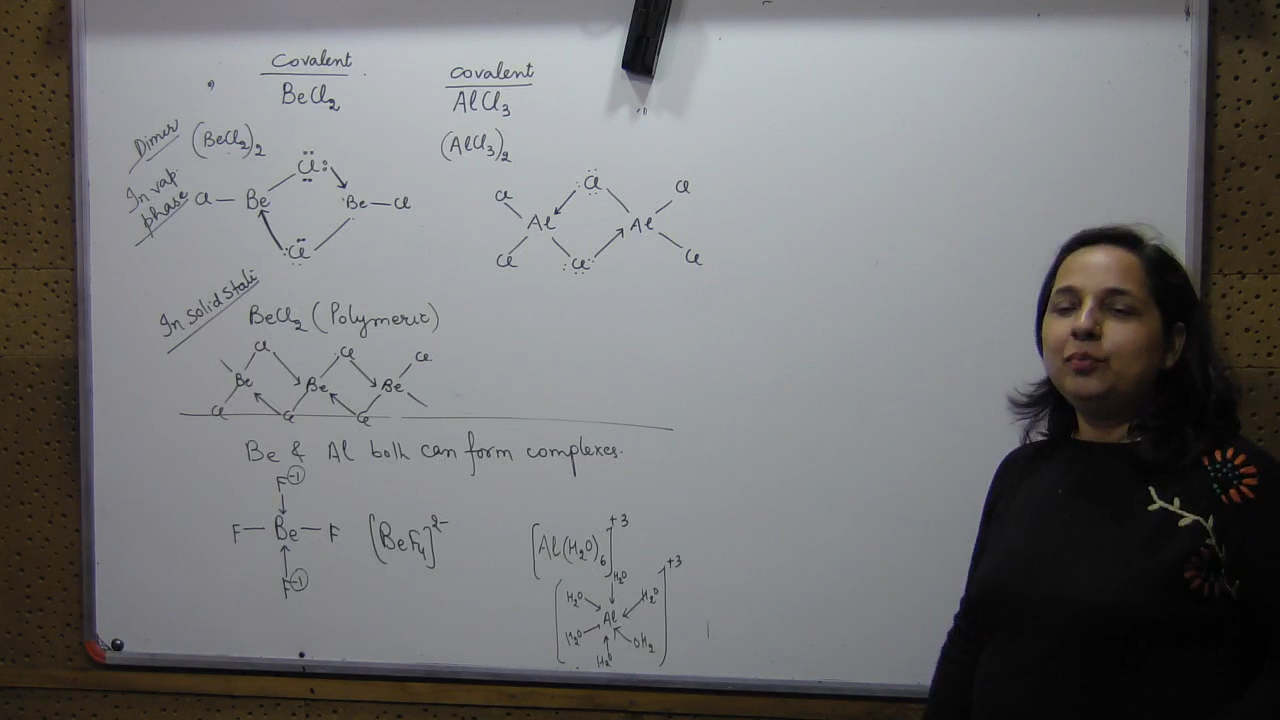 covalent
BeCl2
covalent
AlCl3
Dimer (BeCl2)2
(AlCl3)2
In vap. phase
Cl — Be Cl Be — Cl
Cl
Cl Cl Cl
Al Al
Cl Cl Cl
In solid state
BeCl2 (Polymeric)
Cl Cl Cl
Be Be Be
Cl Cl Cl
Be & Al both can form complexes.
F -1
F — Be — F [BeF4]2-
F -1
[Al(H2O)6]+3
H2O
H2O H2O +3
Al
H2O OH2
H2O